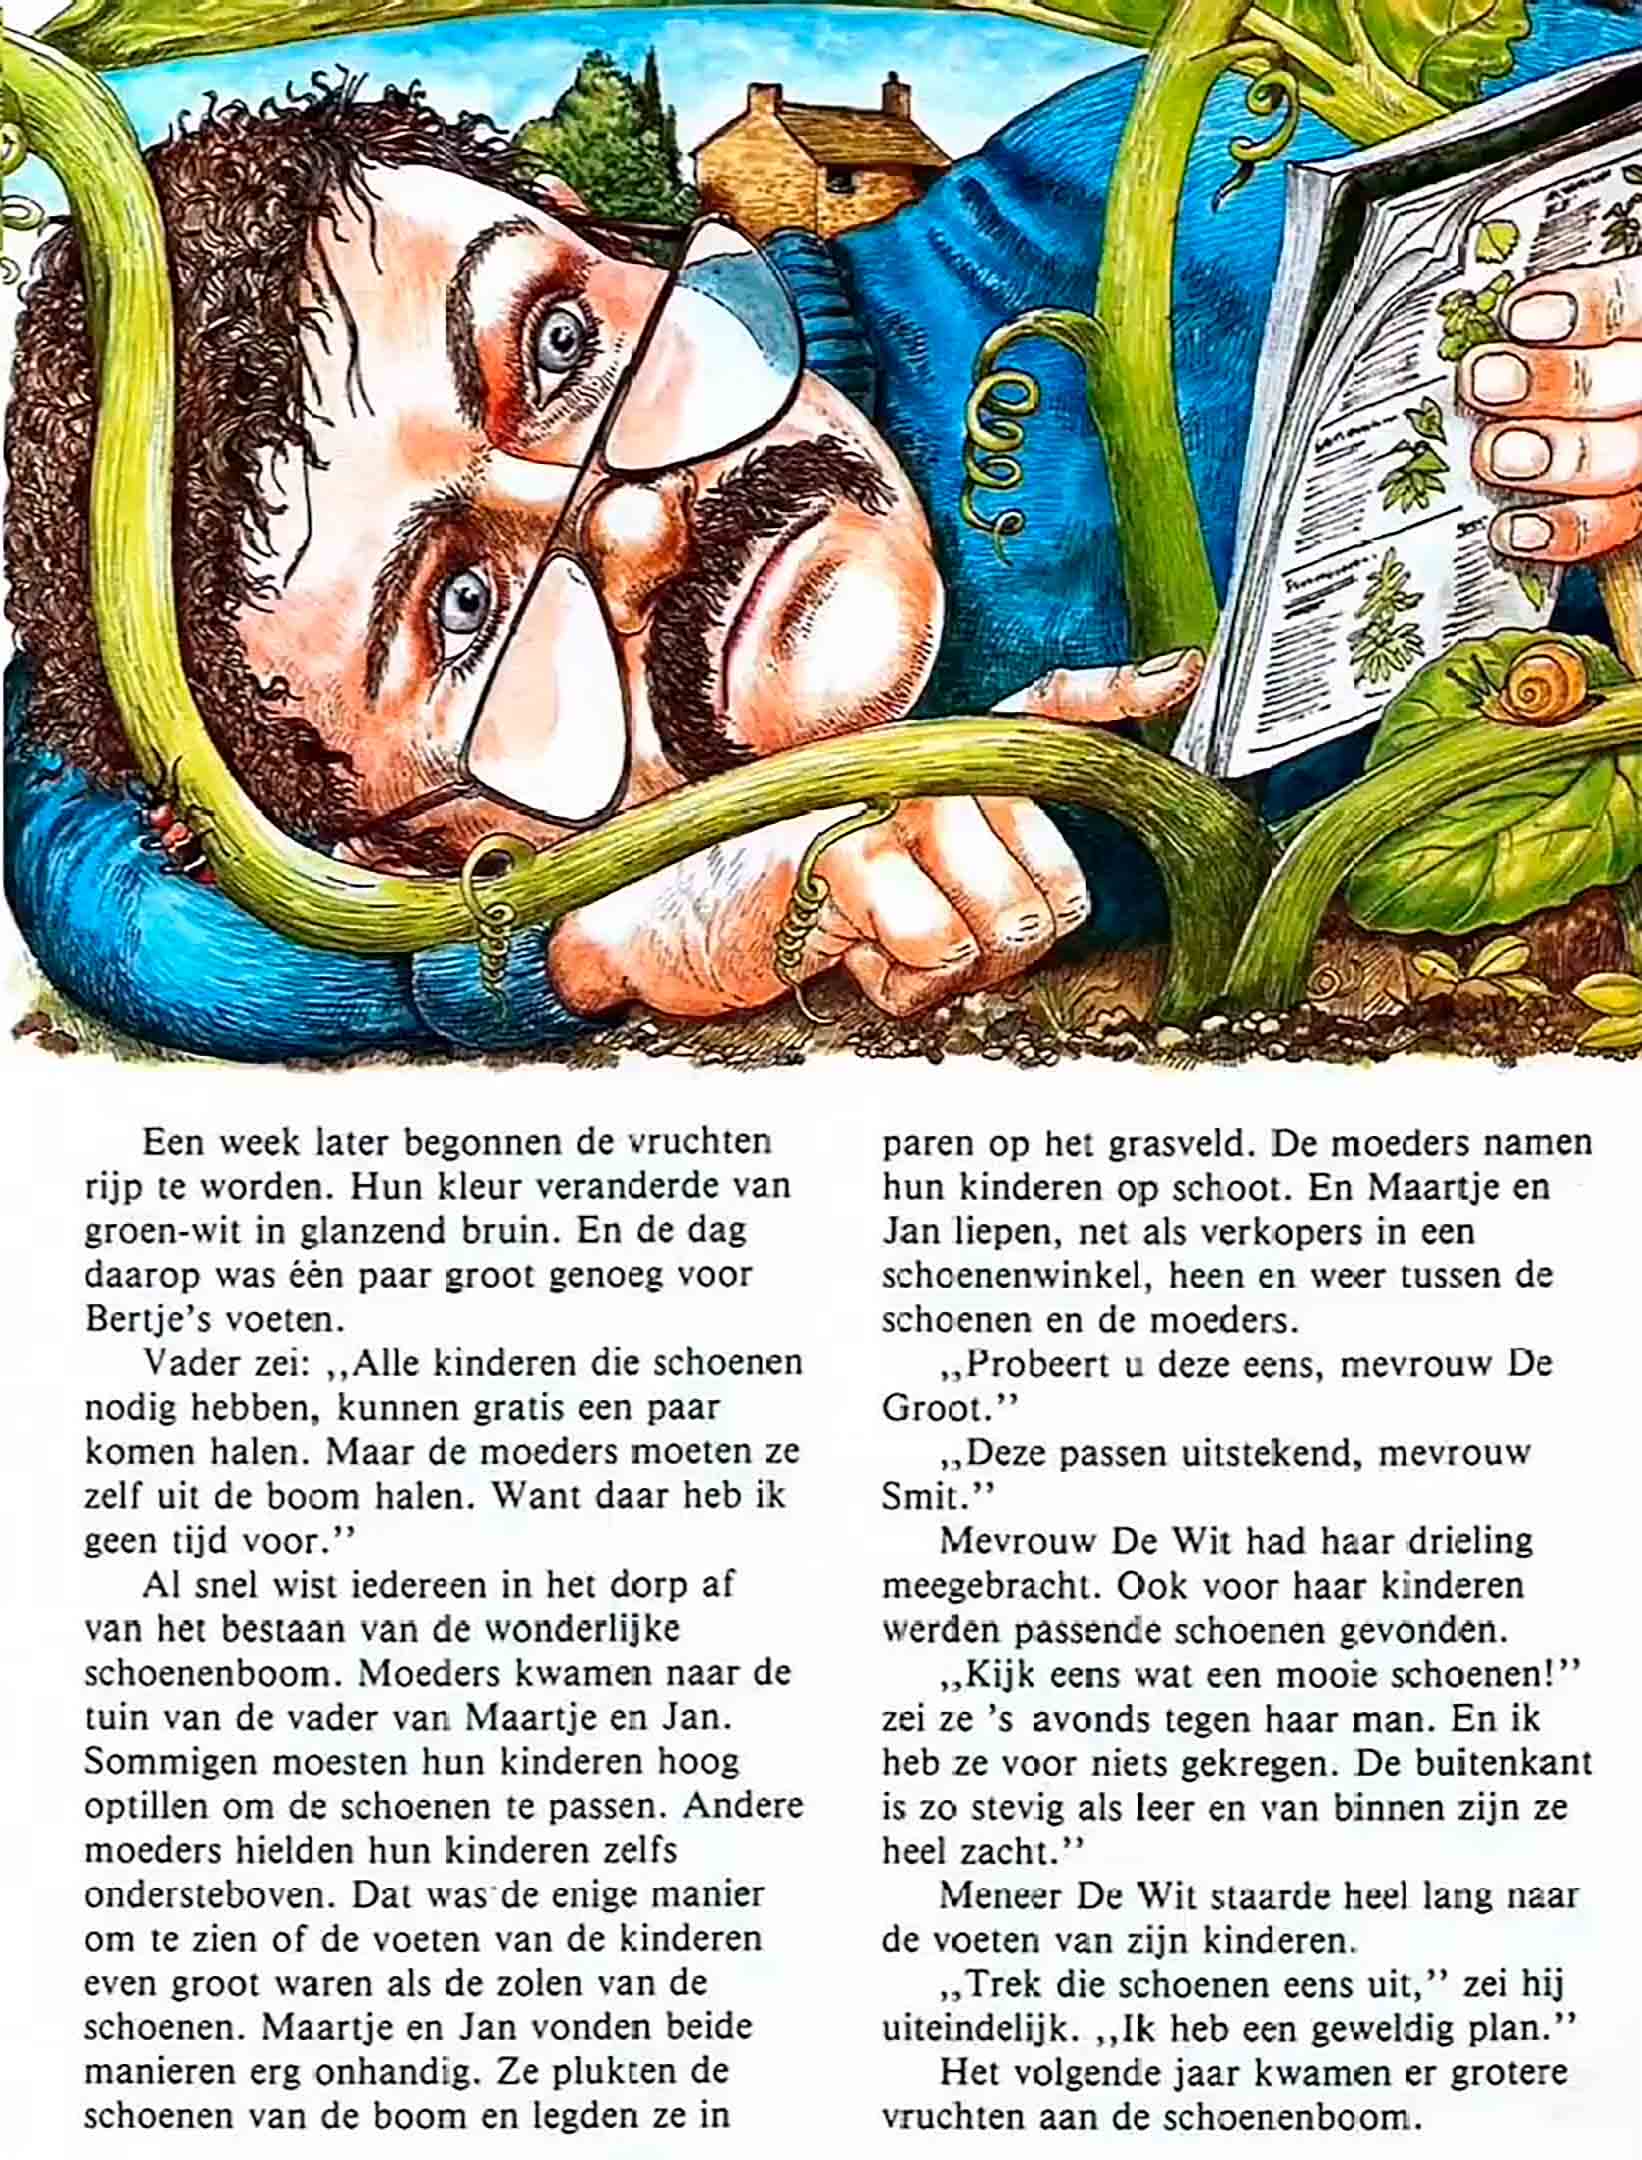 Een week later begonnen de vruchten
rijp te worden. Hun kleur veranderde van
groen-wit in glanzend bruin. En de dag
daarop was één paar groot genoeg voor
Bertje's voeten.
Vader zei: ,,Alle kinderen die schoenen
nodig hebben, kunnen gratis een paar
komen halen. Maar de moeders moeten ze
zelf uit de boom halen. Want daar heb ik
geen tijd voor.''
Al snel wist iedereen in het dorp af
van het bestaan van de wonderlijke
schoenenboom. Moeders kwamen naar de
tuin van de vader van Maartje en Jan.
Sommigen moesten hun kinderen hoog
optillen om de schoenen te passen. Andere
moeders hielden hun kinderen zelfs
ondersteboven. Dat was de enige manier
om te zien of de voeten van de kinderen
even groot waren als de zolen van de
schoenen. Maartje en Jan vonden beide
manieren erg onhandig. Ze plukten de
schoenen van de boom en legden ze in
paren op het grasveld. De moeders namen
hun kinderen op schoot. En Maartje en
Jan liepen, net als verkopers in een
schoenenwinkel, heen en weer tussen de
schoenen en de moeders.
,,Probeert u deze eens, mevrouw De
Groot.''
,,Deze passen uitstekend, mevrouw
Smit.''
Mevrouw De Wit had haar drieling
meegebracht. Ook voor haar kinderen
werden passende schoenen gevonden.
,,Kijk eens wat een mooie schoenen!''
zei ze 's avonds tegen haar man. En ik
heb ze voor niets gekregen. De buitenkant
is zo stevig als leer en van binnen zijn ze
heel zacht.''
Meneer De Wit staarde heel lang naar
de voeten van zijn kinderen.
,,Trek die schoenen eens uit,'' zei hij
uiteindelijk. ,,Ik heb een geweldig plan.''
Het volgende jaar kwamen er grotere
vruchten aan de schoenenboom.